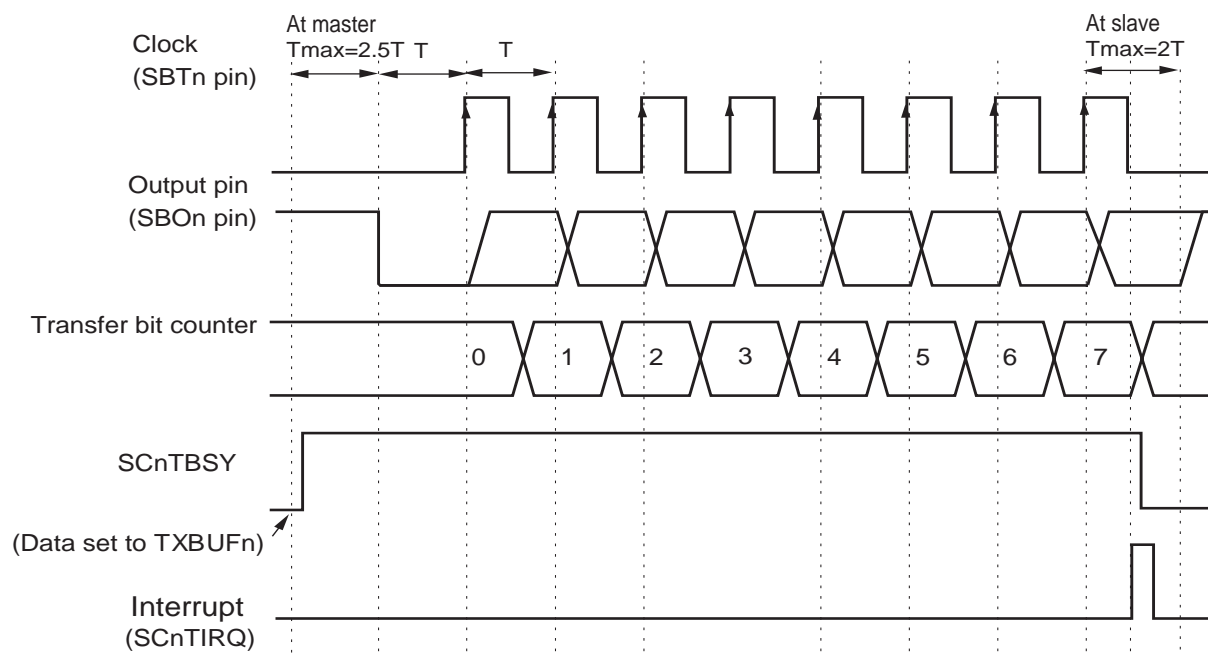 At master
Tmax=2.5T
T
T
At slave
Tmax=2T
Clock
(SBTn pin)
Output pin
(SBOn pin)
Transfer bit counter
0 1 2 3 4 5 6 7
SCnTBSY
(Data set to TXBUFn)
Interrupt
(SCnTIRQ)